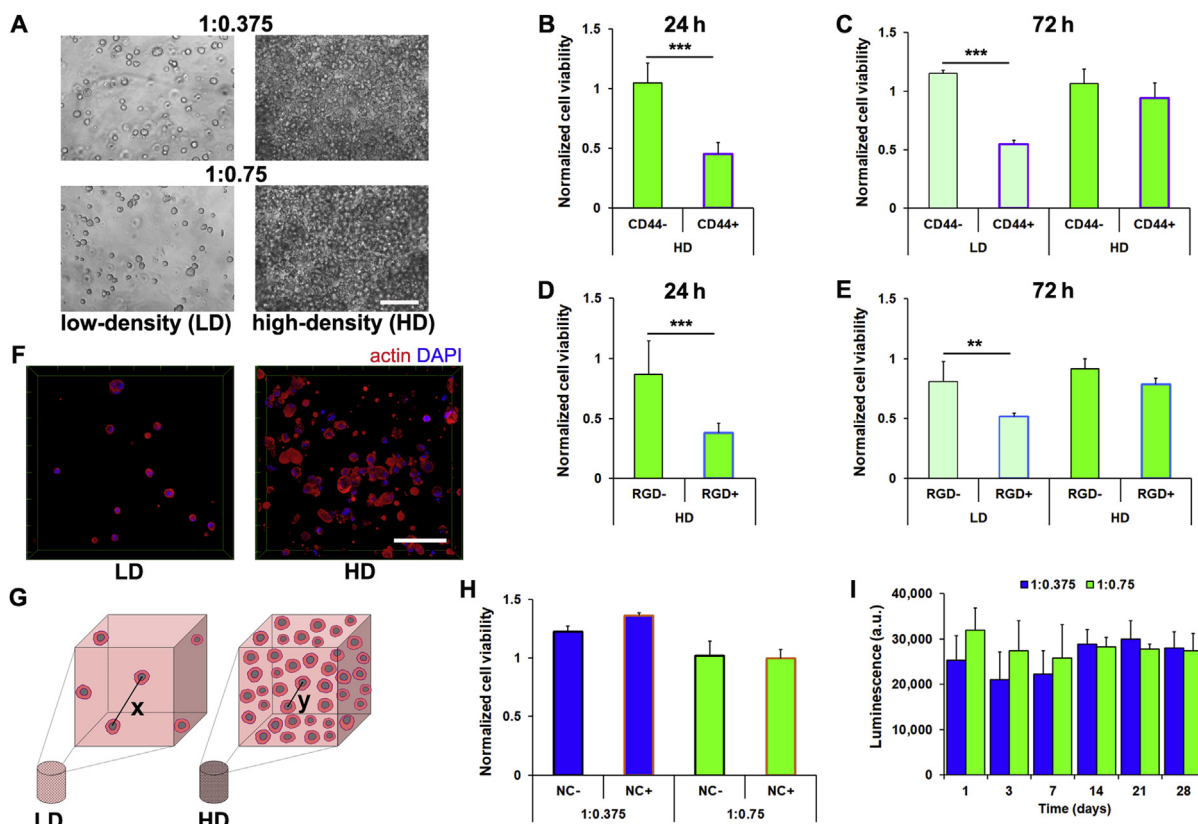 A
1:0.375
1:0.75
low-density (LD) high-density (HD)
B
24 h
Normalized cell viability
1.5
1
0.5
0
***
CD44- CD44+
HD
C
72 h
Normalized cell viability
1.5
1
0.5
0
***
CD44- CD44+ CD44- CD44+
LD HD
D
24 h
Normalized cell viability
1.5
1
0.5
0
***
RGD- RGD+
HD
E
72 h
Normalized cell viability
1.5
1
0.5
0
**
RGD- RGD+ RGD- RGD+
LD HD
F
actin DAPI
LD HD
G
x
y
LD HD
H
Normalized cell viability
1.5
1
0.5
0
NC- NC+ NC- NC+
1:0.375 1:0.75
I
1:0.375 1:0.75
Luminescence (a.u.)
40,000
30,000
20,000
10,000
0
1 3 7 14 21 28
Time (days)